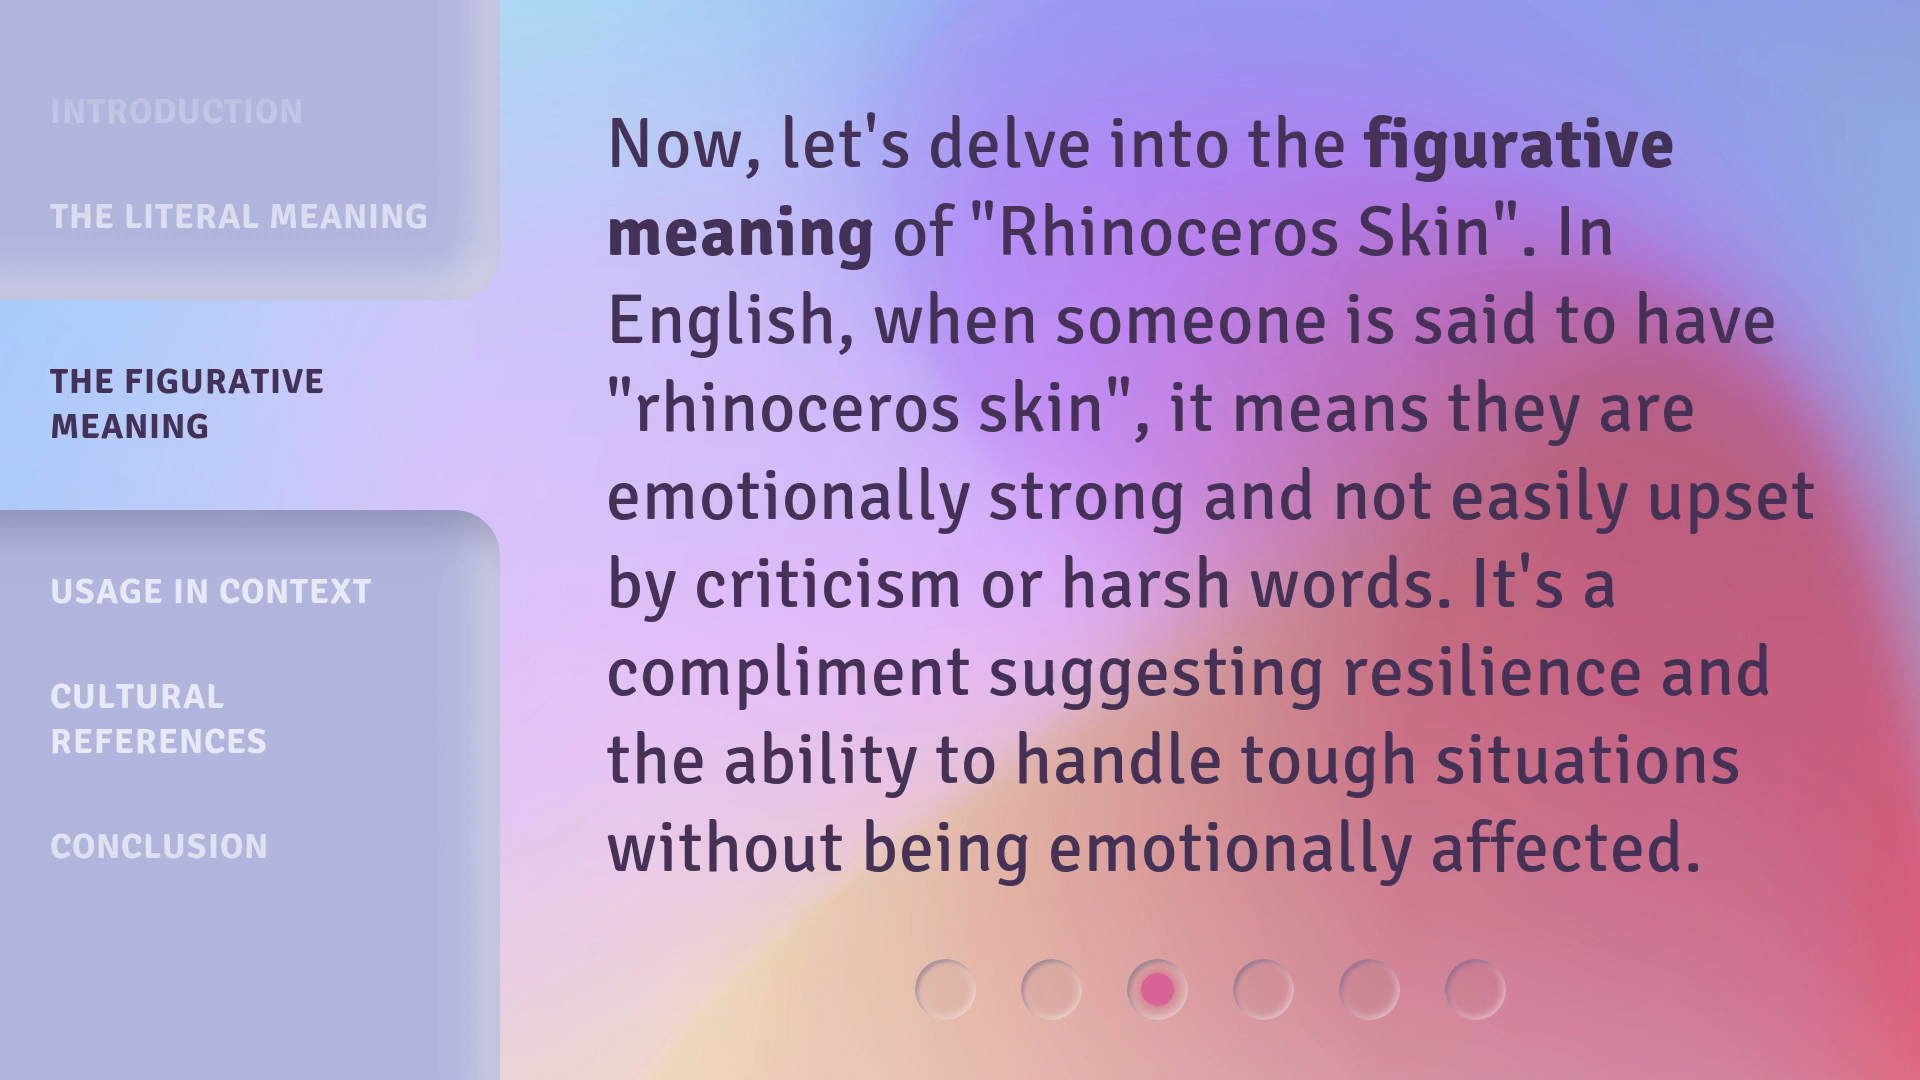 INTRODUCTION
THE LITERAL MEANING
THE FIGURATIVE
MEANING
USAGE IN CONTEXT
CULTURAL
REFERENCES
CONCLUSION
Now, let's delve into the figurative
meaning of "Rhinoceros Skin". In
English, when someone is said to have
"rhinoceros skin", it means they are
emotionally strong and not easily upset
by criticism or harsh words. It's a
compliment suggesting resilience and
the ability to handle tough situations
without being emotionally affected.